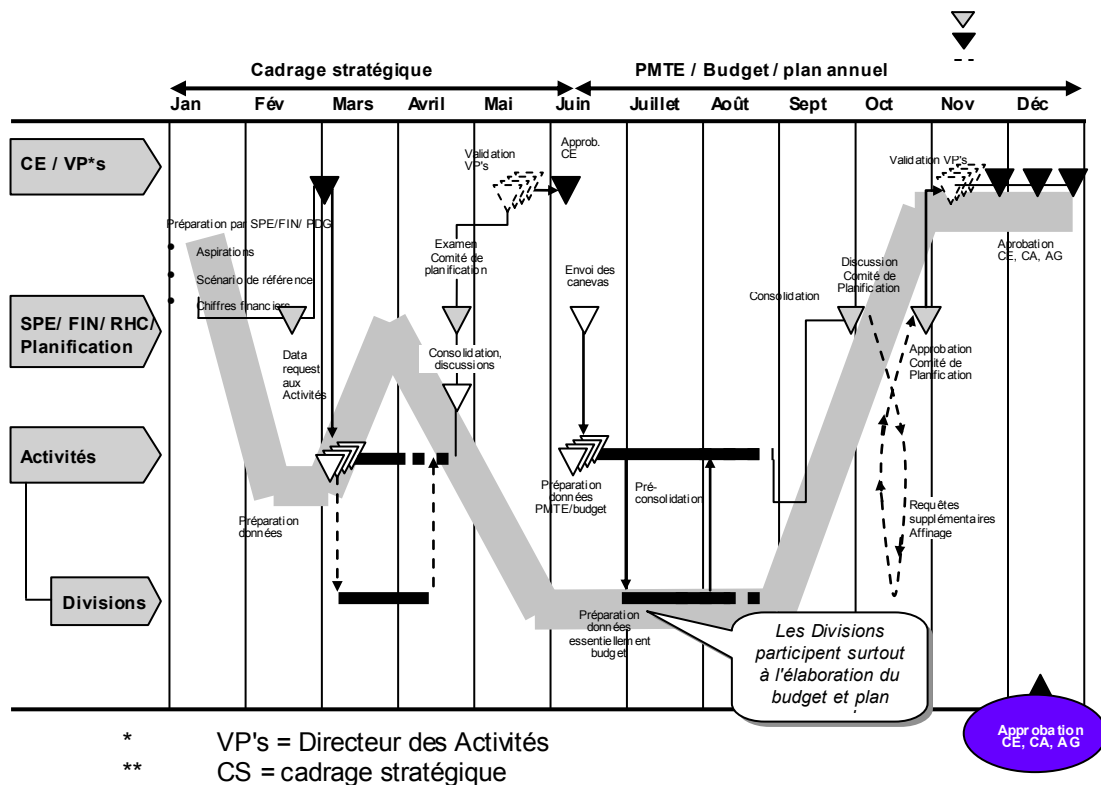 Cadrage stratégique
PMTE / Budget / plan annuel
Jan Fév Mars Avril Mai Juin Juillet Août Sept Oct Nov Déc
CE / VP*s
Validation
VP's
Approb.
CE
Validation VP's
Préparation par SPE/FIN/ PDG
• Aspirations
• Scénario de référence
• Chiffres financiers
Examen
Comité de
planification
Envoi des
canevas
Consolidation
Discussion
Comité de
Planification
Aprobation
CE, CA, AG
SPE/ FIN/ RHC/
Planification
Data
request
aux
Activités
Consolidation,
discussions
Approbation
Comité de
Planification
Activités
Préparation
données
Préparation
données
PMTE/budget
Pré-
consolidation
Requêtes
supplémentaires
Affinage
Divisions
Préparation
données
essentiellement
budget
Les Divisions
participent surtout
à l'élaboration du
budget et plan
Approbation
CE, CA, AG
* VP's = Directeur des Activités
** CS = cadrage stratégique